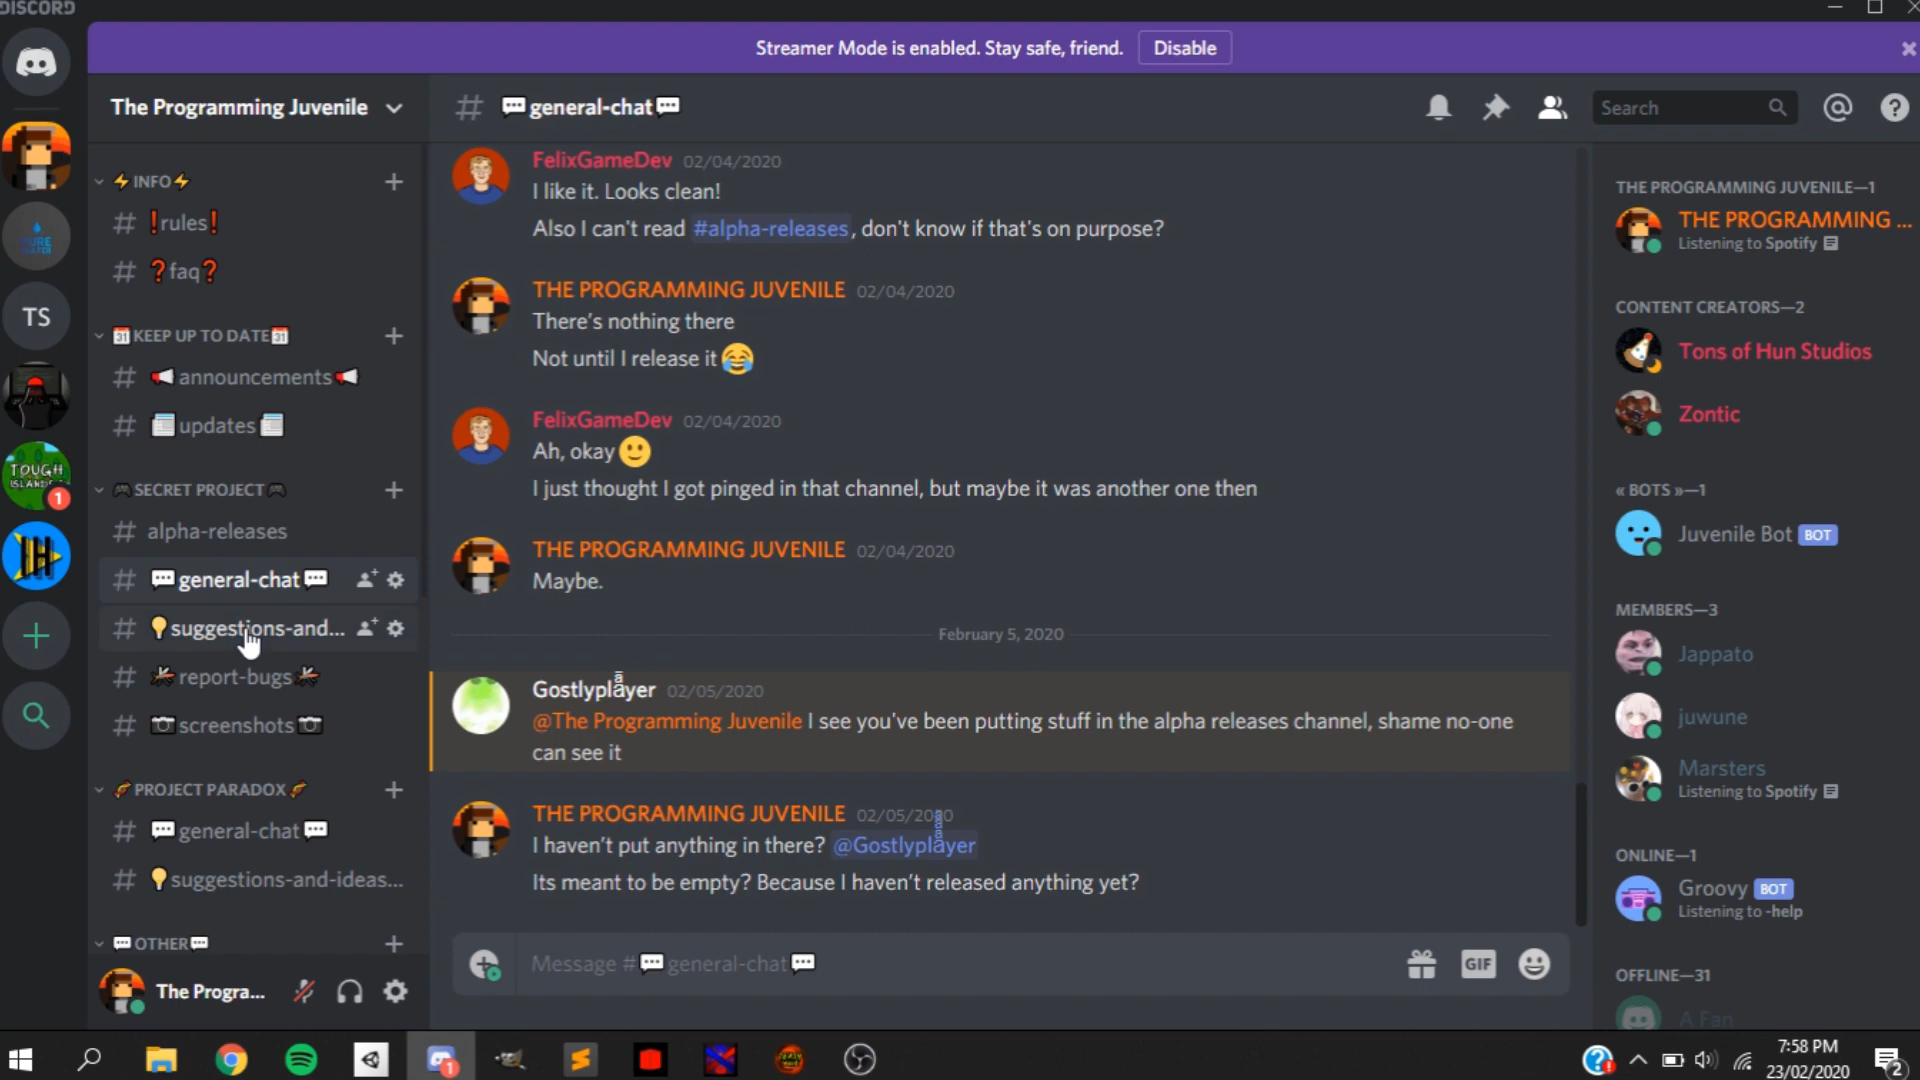 DISCORD
Streamer Mode is enabled. Stay safe, friend. Disable
The Programming Juvenile
⚡INFO⚡
# ❗rules❗
# ❓faq❓
📅KEEP UP TO DATE📅
# 📢announcements📢
# 📰updates📰
🎮SECRET PROJECT🎮
# alpha-releases
# 💬general-chat💬
# 💡suggestions-and...
# 🦟report-bugs🦟
# 📷screenshots📷
PROJECT PARADOX
# 💬general-chat💬
# 💡suggestions-and-ideas...
💬OTHER💬
The Progra...
TS
TOUGH
1
# 💬general-chat💬
Search
FelixGameDev 02/04/2020
I like it. Looks clean!
Also I can't read #alpha-releases, don't know if that's on purpose?
THE PROGRAMMING JUVENILE 02/04/2020
There's nothing there
Not until I release it😂
FelixGameDev 02/04/2020
Ah, okay🙂
I just thought I got pinged in that channel, but maybe it was another one then
THE PROGRAMMING JUVENILE 02/04/2020
Maybe.
February 5, 2020
Gostlyplayer 02/05/2020
@The Programming Juvenile I see you've been putting stuff in the alpha releases channel, shame no-one
can see it
THE PROGRAMMING JUVENILE 02/05/2020
I haven't put anything in there? @Gostlyplayer
Its meant to be empty? Because I haven't released anything yet?
Message #💬general-chat💬
GIF
THE PROGRAMMING JUVENILE—1
THE PROGRAMMING ...
Listening to Spotify
CONTENT CREATORS—2
Tons of Hun Studios
Zontic
« BOTS »—1
Juvenile Bot BOT
MEMBERS—3
Jappato
juwune
Marsters
Listening to Spotify
ONLINE—1
Groovy BOT
Listening to -help
OFFLINE—31
A Fan
1
7:58 PM
23/02/2020
2